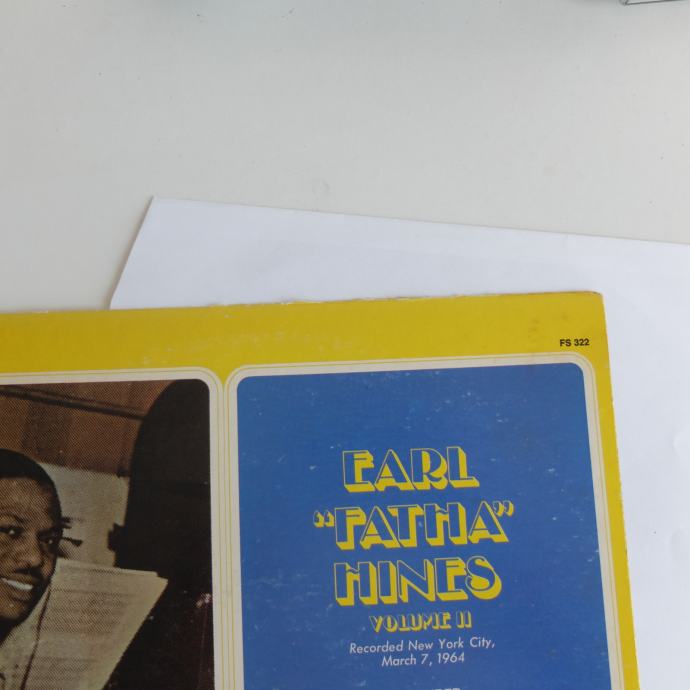 FS 322
EARL
"FATHA"
HINES
VOLUME II
Recorded New York City,
March 7, 1964